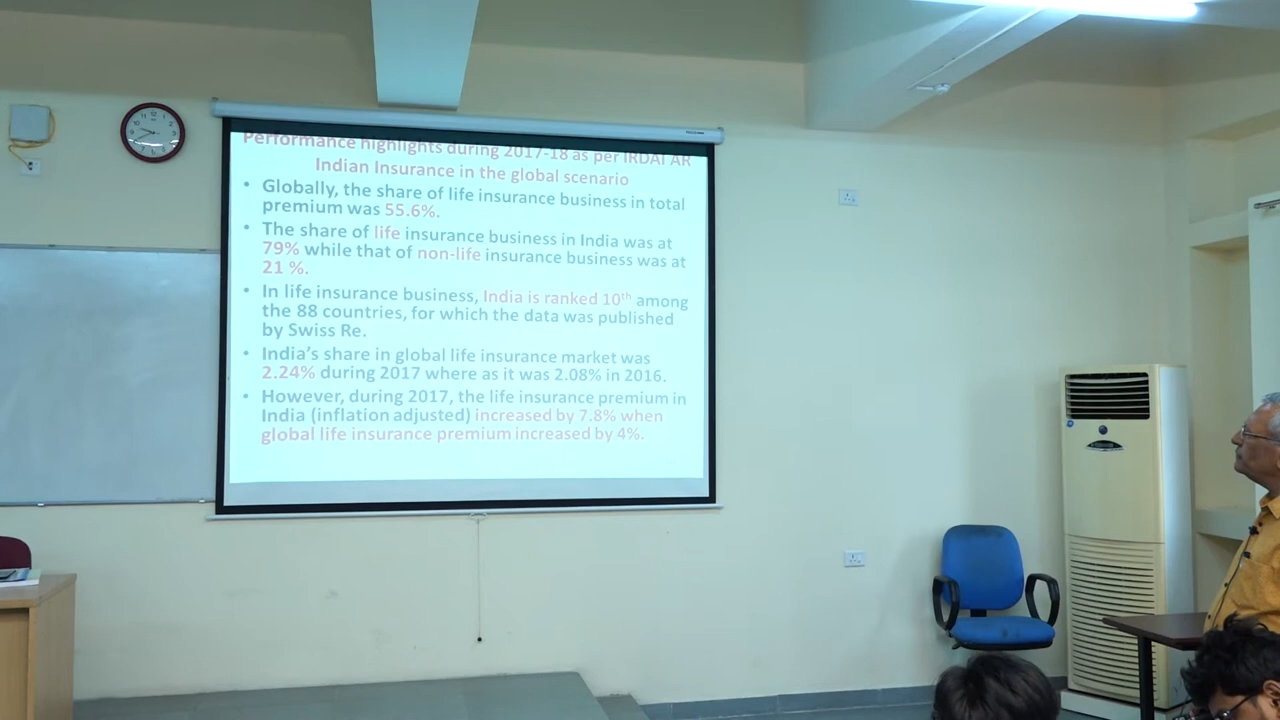 Performance highlights during 2017-18 as per IRDAI AR
Indian Insurance in the global scenario
• Globally, the share of life insurance business in total
premium was 55.6%.
• The share of life insurance business in India was at
79% while that of non-life insurance business was at
21 %.
• In life insurance business, India is ranked 10th among
the 88 countries, for which the data was published
by Swiss Re.
• India's share in global life insurance market was
2.24% during 2017 where as it was 2.08% in 2016.
• However, during 2017, the life insurance premium in
India (inflation adjusted) increased by 7.8% when
global life insurance premium increased by 4%.